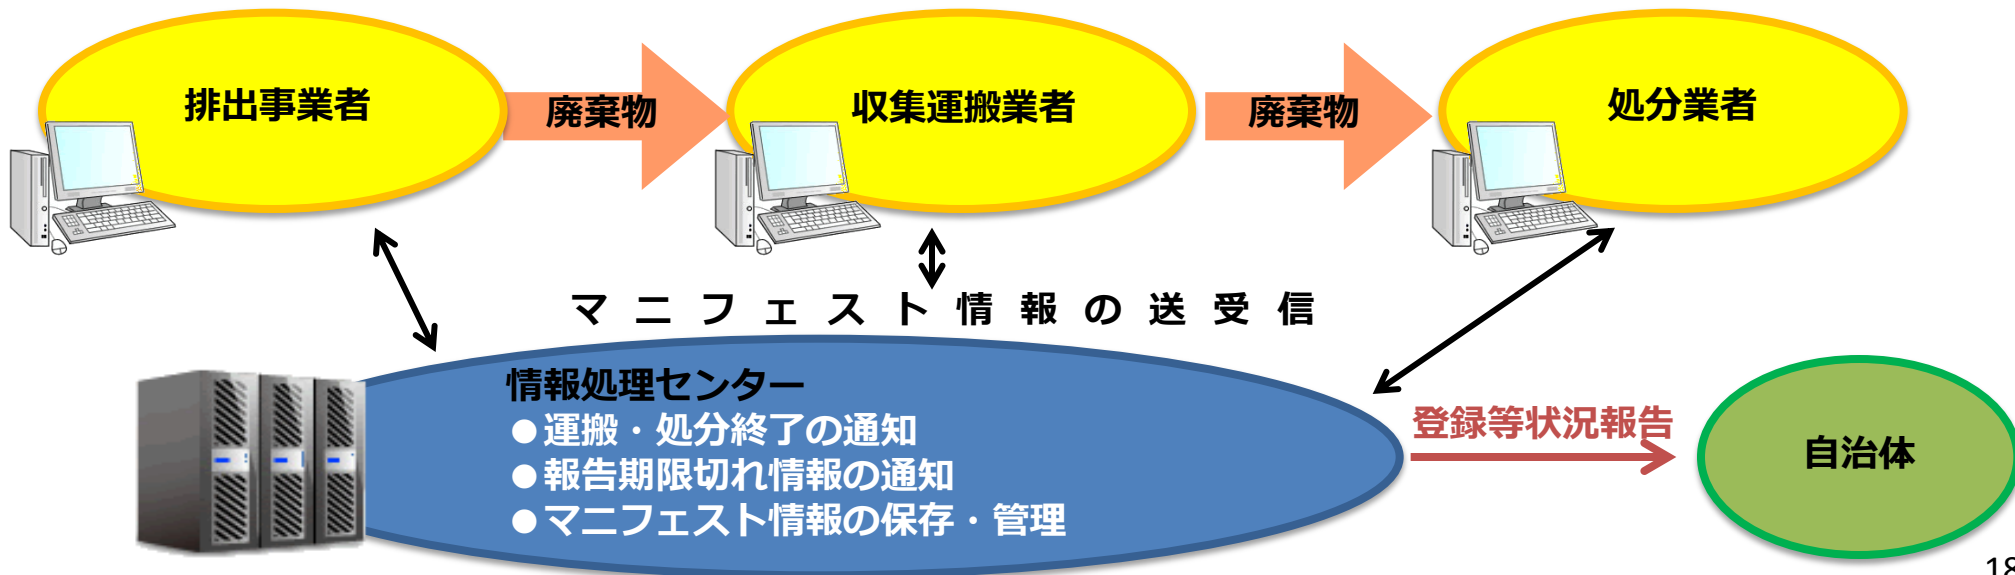 排出事業者
廃棄物
収集運搬業者
廃棄物
処分業者
マニフェスト情報の送受信
情報処理センター
●運搬・処分終了の通知
●報告期限切れ情報の通知
●マニフェスト情報の保存・管理
登録等状況報告
自治体
18